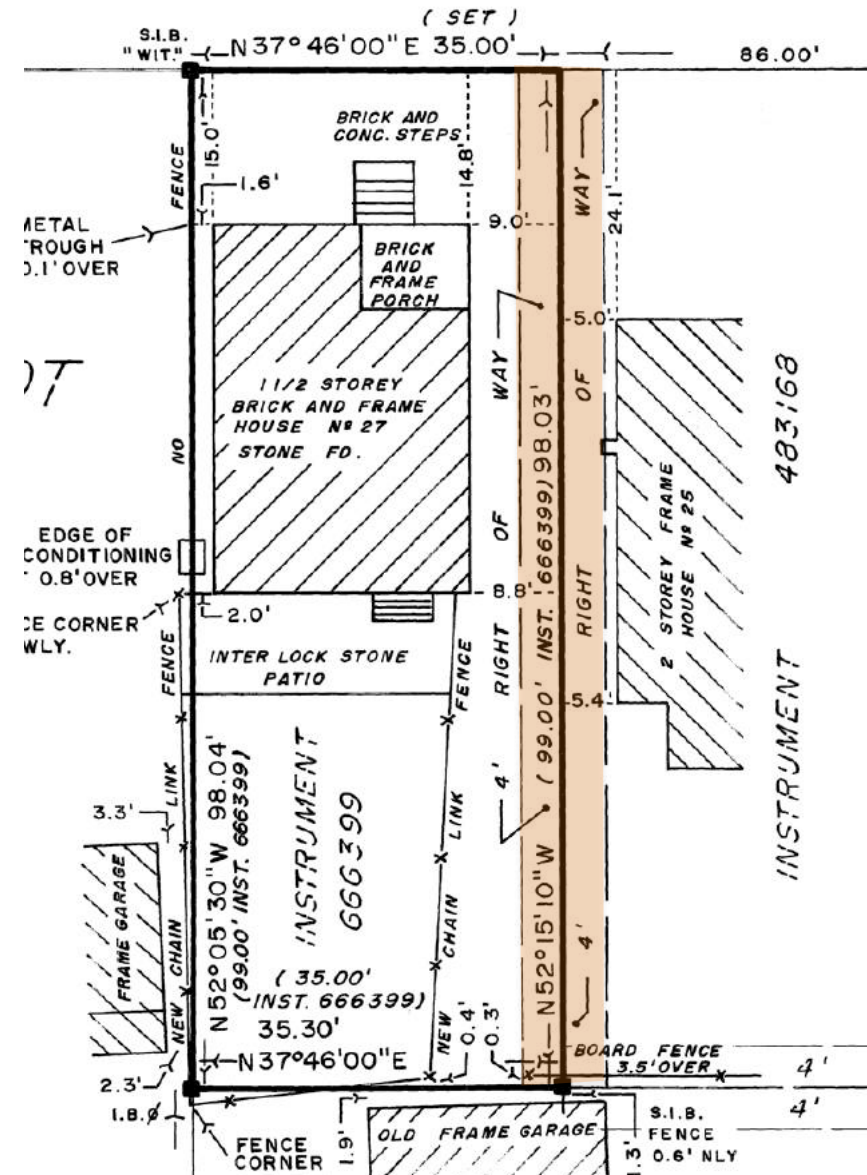 ( SET )
S.I.B.
"WIT."
N 37° 46' 00" E 35.00'
86.00'
BRICK AND
CONC. STEPS
FENCE
15.0'
14.8'
1.6'
METAL
TROUGH
0.1' OVER
9.0'
WAY
24.1'
BRICK
AND
FRAME
PORCH
5.0'
WAY
OF
1 1/2 STOREY
BRICK AND FRAME
HOUSE Nº 27
STONE FD.
NO
483168
2 STOREY FRAME
HOUSE Nº 25
OF
RIGHT
EDGE OF
CONDITIONING
0.8' OVER
8.8'
CE CORNER
WLY.
2.0'
FENCE
INTER LOCK STONE
PATIO
FENCE
RIGHT
5.4'
INSTRUMENT
N 52° 05' 30" W 98.04'
(99.00' INST. 666399)
INSTRUMENT
666399
LINK
LINK
4'
N 52° 15' 10" W (99.00' INST. 666399) 98.03'
3.3'
FRAME GARAGE
CHAIN
CHAIN
4'
( 35.00'
INST. 666399)
35.30'
N 37° 46' 00" E
NEW
NEW
0.4'
0.3'
BOARD FENCE
3.5' OVER
4'
2.3'
1.8
4'
FENCE
CORNER
1.9'
OLD FRAME GARAGE
1.3'
S.I.B.
FENCE
0.6' NLY